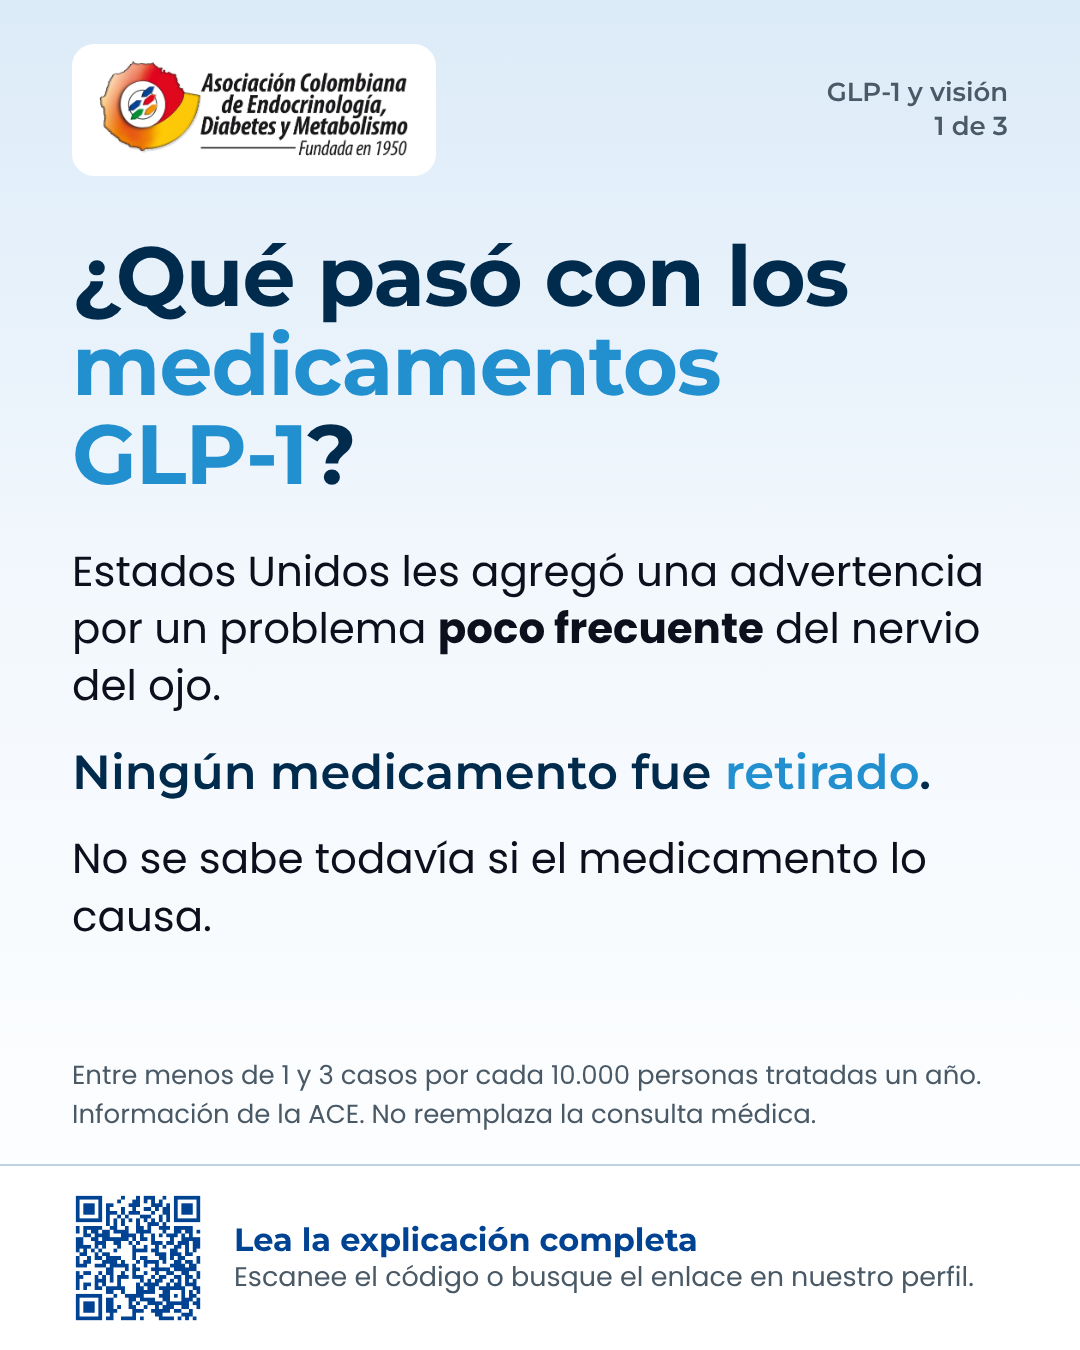 Asociación Colombiana
de Endocrinología,
Diabetes y Metabolismo
Fundada en 1950
GLP-1 y visión
1 de 3
¿Qué pasó con los
medicamentos
GLP-1?
Estados Unidos les agregó una advertencia
por un problema poco frecuente del nervio
del ojo.
Ningún medicamento fue retirado.
No se sabe todavía si el medicamento lo
causa.
Entre menos de 1 y 3 casos por cada 10.000 personas tratadas un año.
Información de la ACE. No reemplaza la consulta médica.
Lea la explicación completa
Escanee el código o busque el enlace en nuestro perfil.